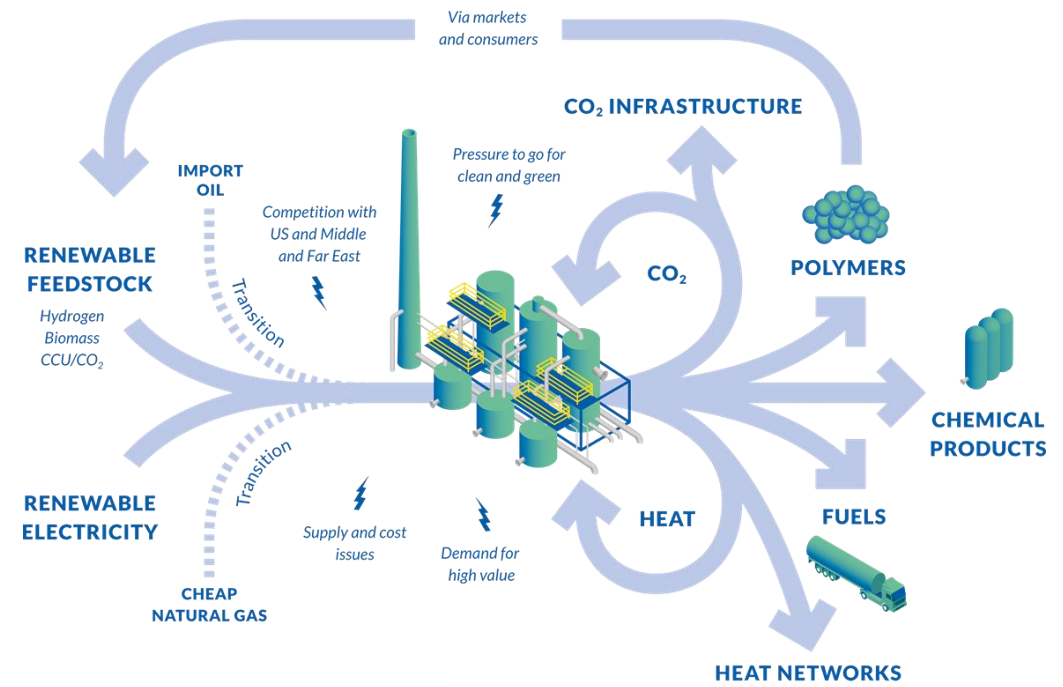 Via markets
and consumers
CO₂ INFRASTRUCTURE
Pressure to go for
clean and green
IMPORT
OIL
Competition with
US and Middle
and Far East
RENEWABLE
FEEDSTOCK
Hydrogen
Biomass
CCU/CO₂
Transition
CO₂
POLYMERS
CHEMICAL
PRODUCTS
Transition
RENEWABLE
ELECTRICITY
Supply and cost
issues
Demand for
high value
HEAT
FUELS
CHEAP
NATURAL GAS
HEAT NETWORKS